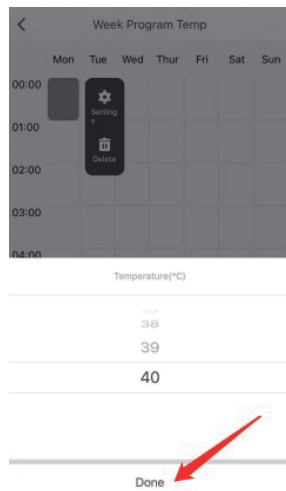 Week Program Temp
Mon Tue Wed Thur Fri Sat Sun
00:00
Setting
s
01:00
Delete
02:00
03:00
04:00
Temperature(°C)
38
39
40
Done